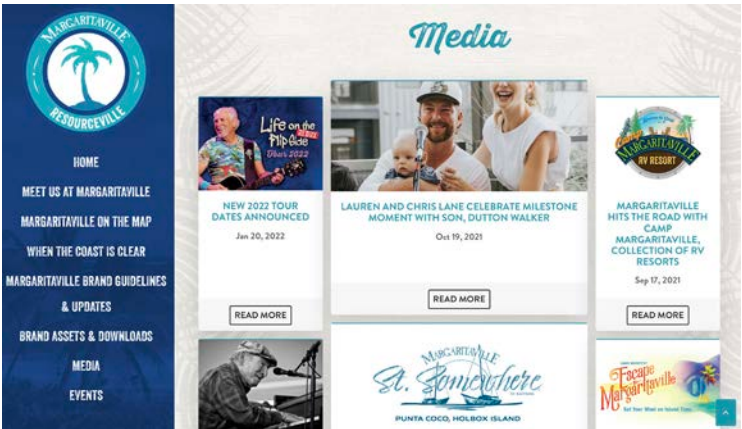 MARGARITAVILLE
RESOURCEVILLE
HOME
MEET US AT MARGARITAVILLE
MARGARITAVILLE ON THE MAP
WHEN THE COAST IS CLEAR
MARGARITAVILLE BRAND GUIDELINES
& UPDATES
BRAND ASSETS & DOWNLOADS
MEDIA
EVENTS
Media
Life on the
Flip Side
Tour 2022
NEW 2022 TOUR
DATES ANNOUNCED
Jan 20, 2022
READ MORE
LAUREN AND CHRIS LANE CELEBRATE MILESTONE
MOMENT WITH SON, DUTTON WALKER
Oct 19, 2021
READ MORE
Camp
MARGARITAVILLE
RV RESORT
MARGARITAVILLE
HITS THE ROAD WITH
CAMP
MARGARITAVILLE,
COLLECTION OF RV
RESORTS
Sep 17, 2021
READ MORE
MARGARITAVILLE
St. Somewhere
PUNTA COCO, HOLBOX ISLAND
Escape
Margaritaville